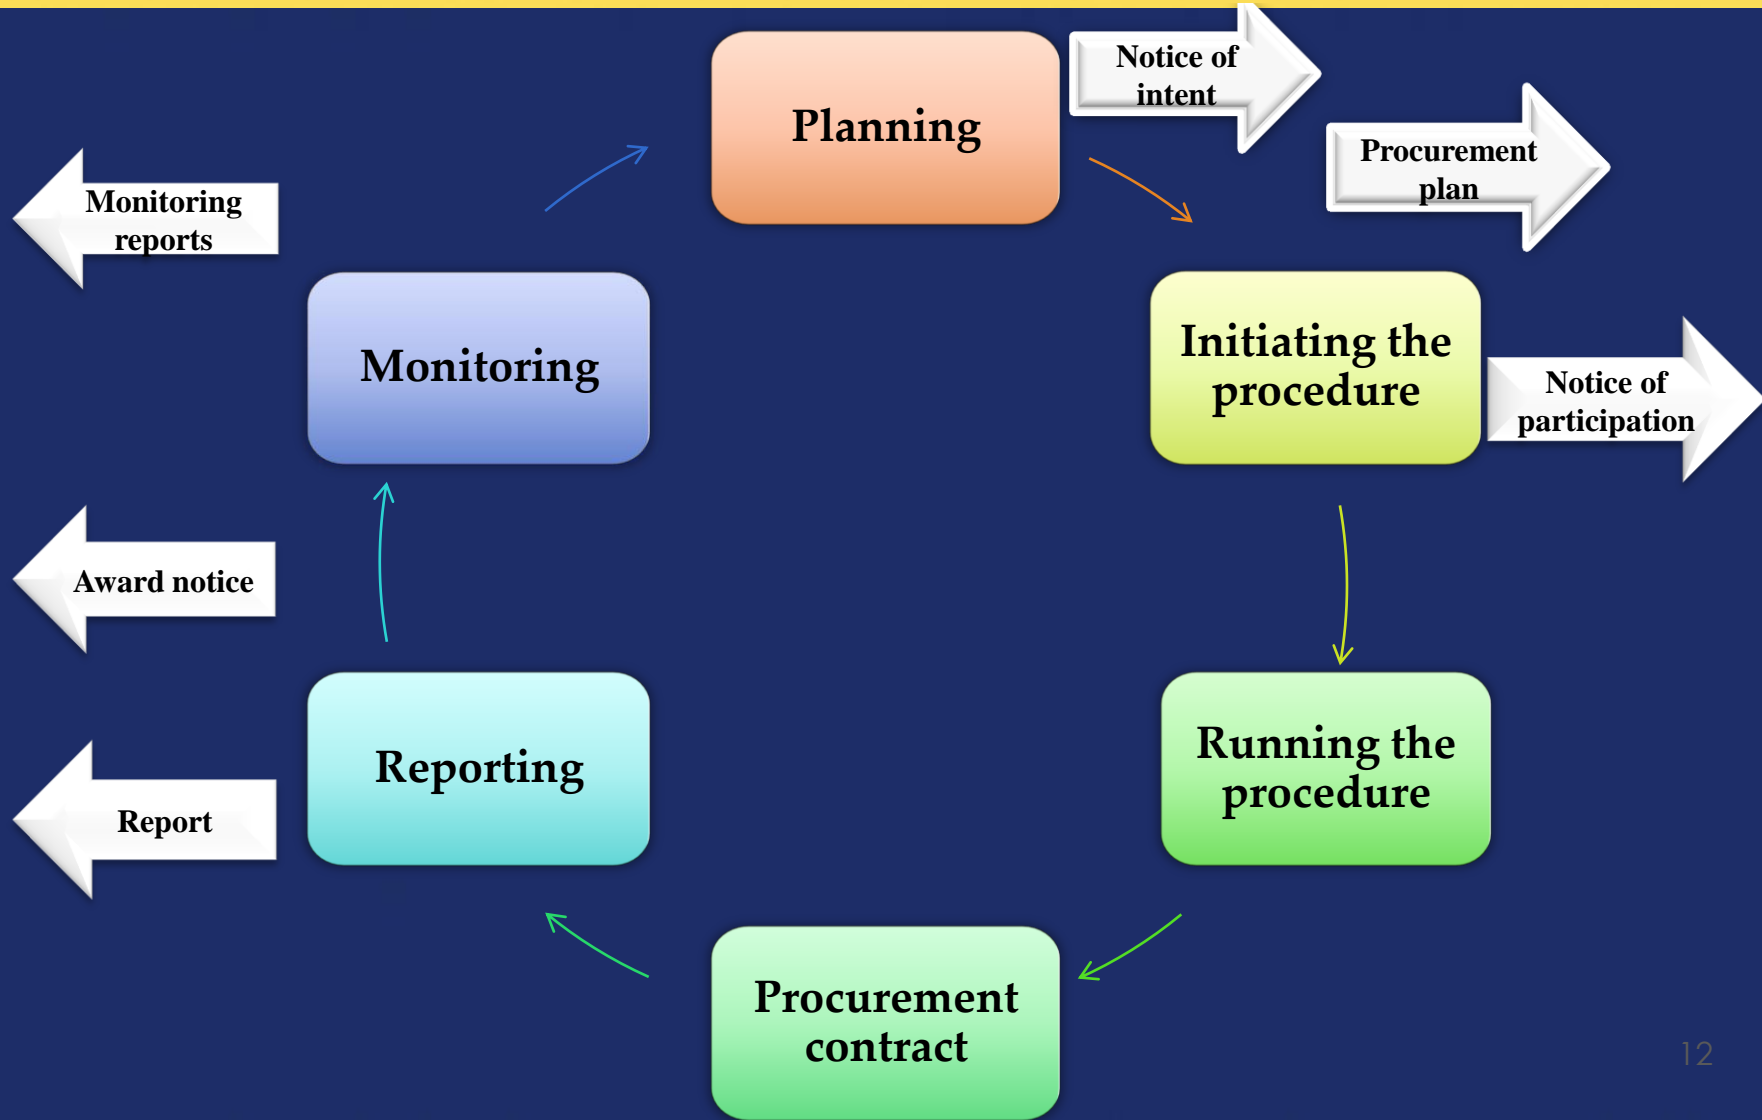 Planning
Notice of
intent
Procurement
plan
Monitoring
reports
Monitoring
Initiating the
procedure
Notice of
participation
Award notice
Reporting
Running the
procedure
Report
Procurement
contract
12